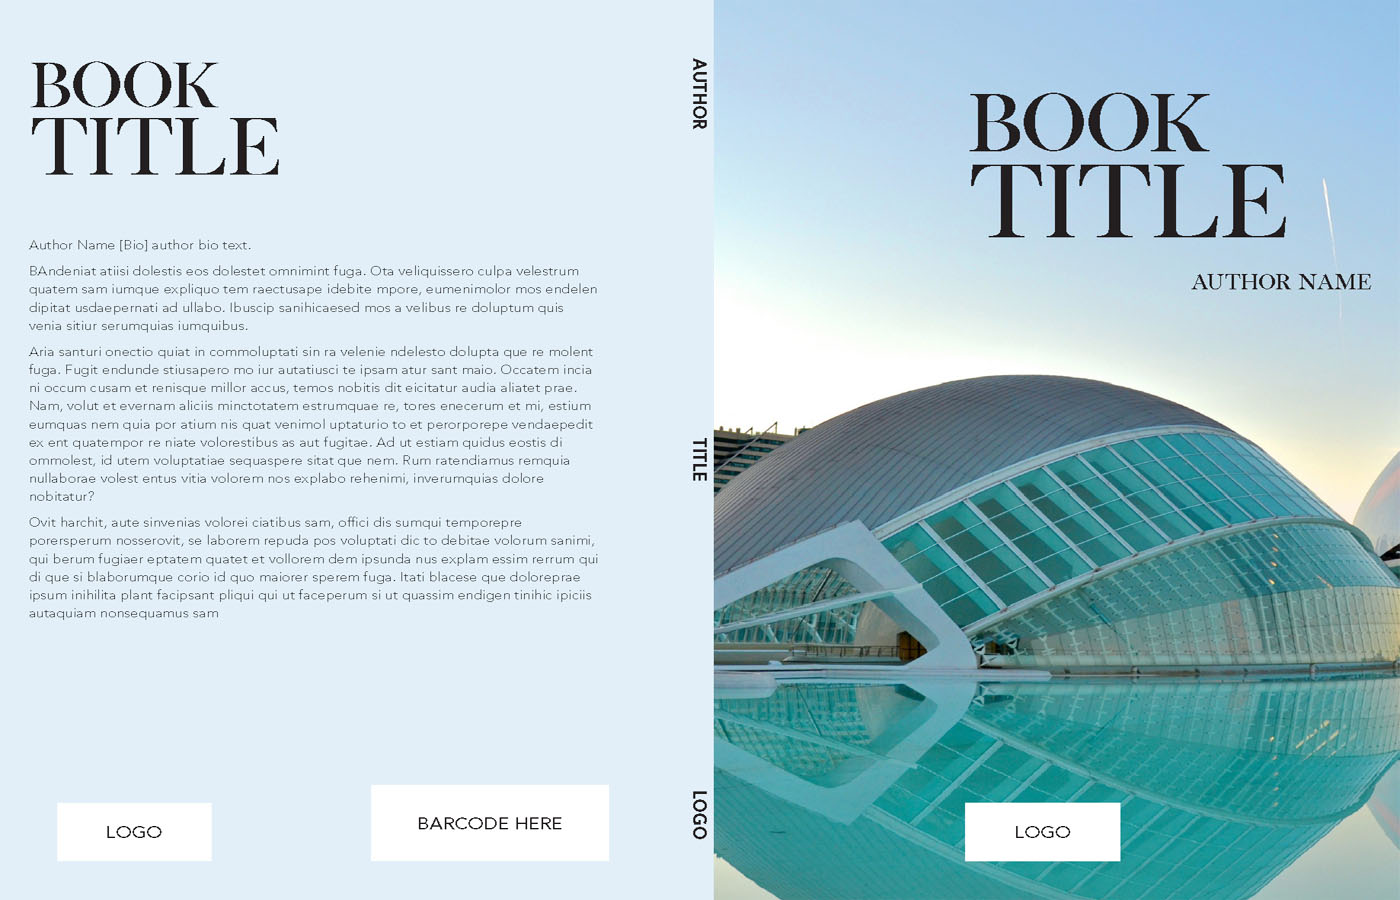 BOOK
TITLE
Author Name [Bio] author bio text.
BAndeniat atiisi dolestis eos dolestet omnimint fuga. Ota veliquissero culpa velestrum
quatem sam iumque expliquo tem raectusape idebite mpore, eumenimolor mos endelen
dipitat usdaepernati ad ullabo. Ibuscip sanihicaesed mos a velibus re doluptum quis
venia sitiur serumquias iumquibus.
Aria santuri onectio quiat in commoluptati sin ra velenie ndelesto dolupta que re molent
fuga. Fugit endunde stiusapero mo iur autatiusci te ipsam atur sant maio. Occatem incia
ni occum cusam et renisque millor accus, temos nobitis dit eicitatur audia aliatet prae.
Nam, volut et evernam aliciis minctotatem estrumquae re, tores enecerum et mi, estium
eumquas nem quia por atium nis quat venimol uptaturio to et perorporepe vendaepedit
ex ent quatempor re niate volorestibus as aut fugitae. Ad ut estiam quidus eostis di
ommolest, id utem voluptatiae sequaspere sitat que nem. Rum ratendiamus remquia
nullaborae volest entus vitia volorem nos explabo rehenimi, inverumquias dolore
nobitatur?
Ovit harchit, aute sinvenias volorei ciatibus sam, offici dis sumqui temporepre
porersperum nosserovit, se laborem repuda pos voluptati dic to debitae volorum sanimi,
qui berum fugiaer eptatem quatet et vollorem dem ipsunda nus explam essim rerrum qui
di que si blaborumque corio id quo maiorer sperem fuga. Itati blacese que doloreprae
ipsum inihilita plant facipsant pliqui qui ut faceperum si ut quassim endigen tinihic ipiciis
autaquiam nonsequamus sam
LOGO
BARCODE HERE
AUTHOR
TITLE
LOGO
BOOK
TITLE
AUTHOR NAME
LOGO